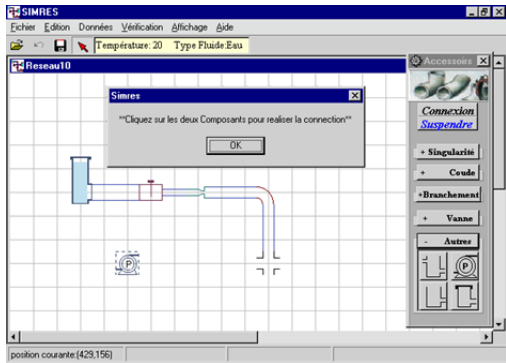 SIMRES
Fichier Edition Données Vérification Affichage Aide
Température: 20 Type Fluide:Eau
Reseau10
Accessoirs
Simres
"Cliquez sur les deux Composants pour realiser la connection"
OK
Connexion
Suspendre
+ Singularité
+ Coude
+Branchement
+ Vanne
- Autres
P
P
position courante:(429,156)